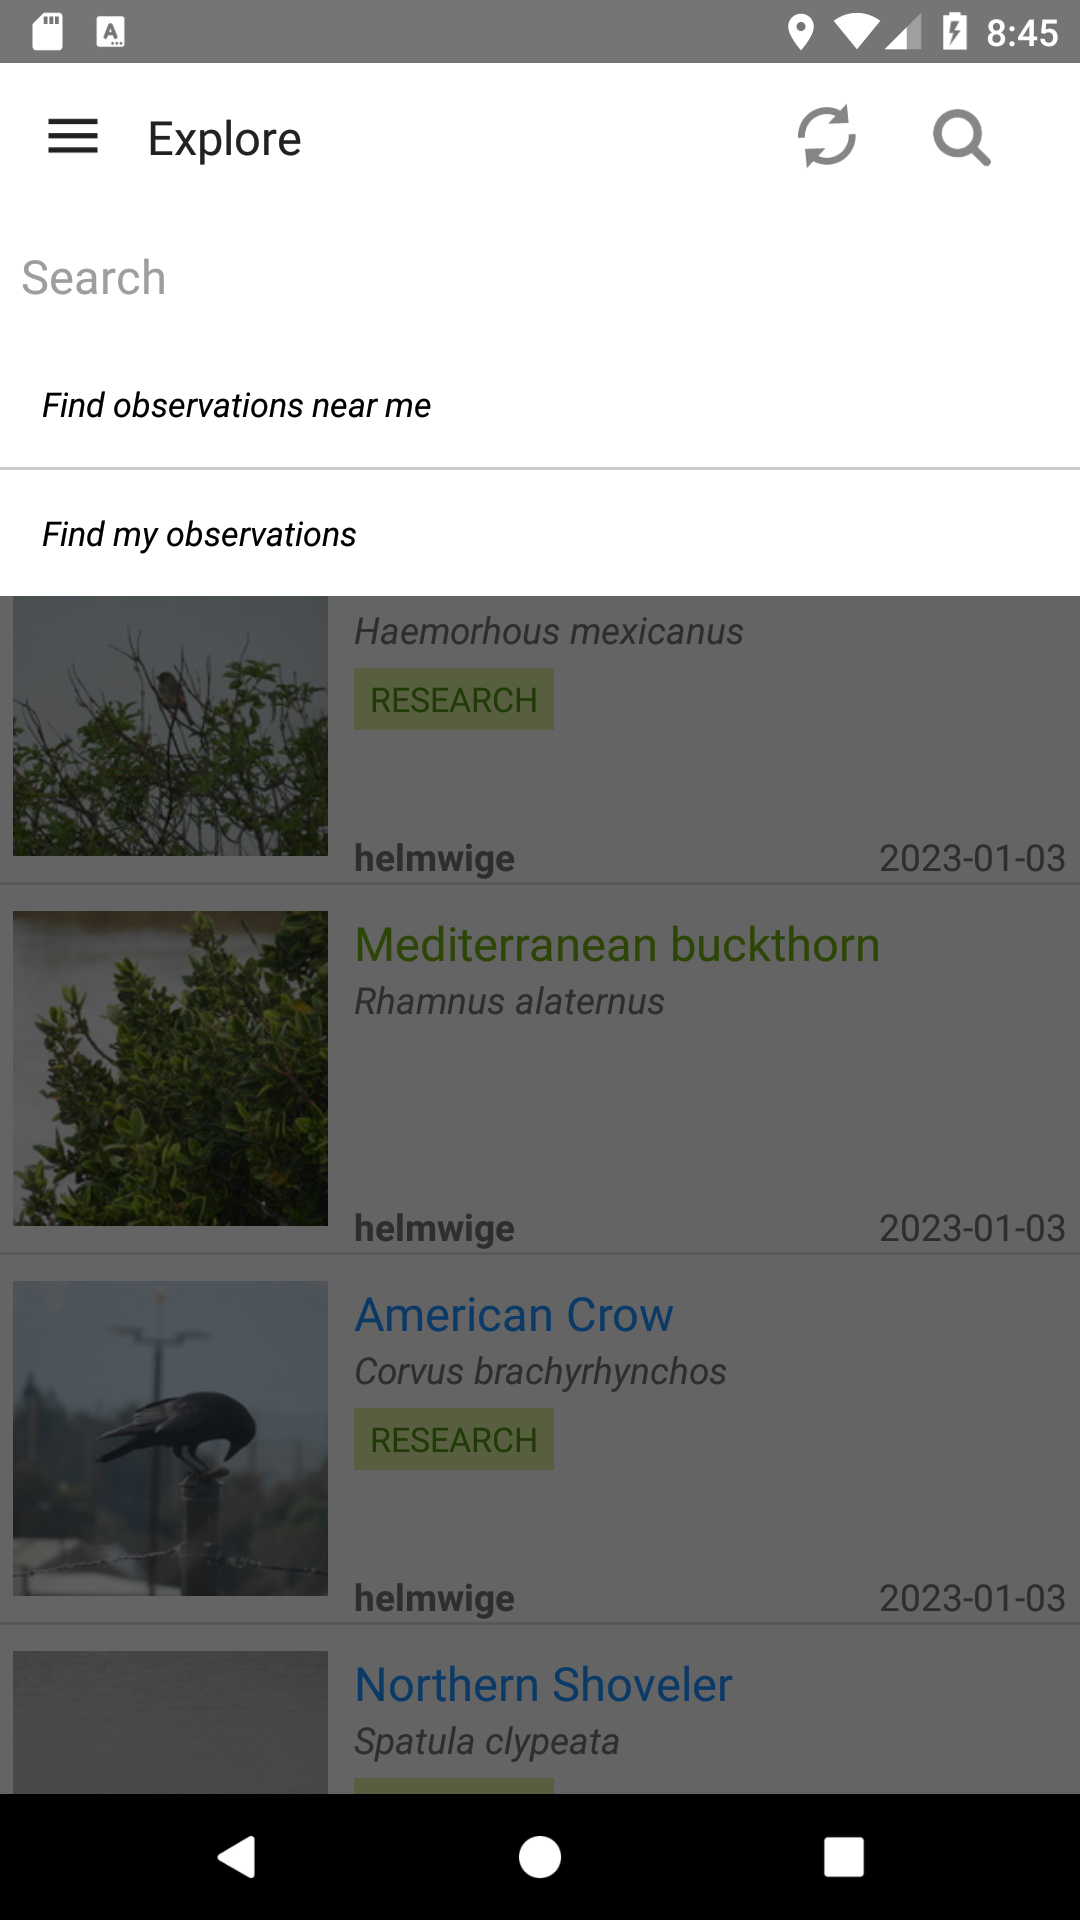 8:45
Explore
Search
Find observations near me
Find my observations
Haemorhous mexicanus
RESEARCH
helmwige 2023-01-03
Mediterranean buckthorn
Rhamnus alaternus
helmwige 2023-01-03
American Crow
Corvus brachyrhynchos
RESEARCH
helmwige 2023-01-03
Northern Shoveler
Spatula clypeata